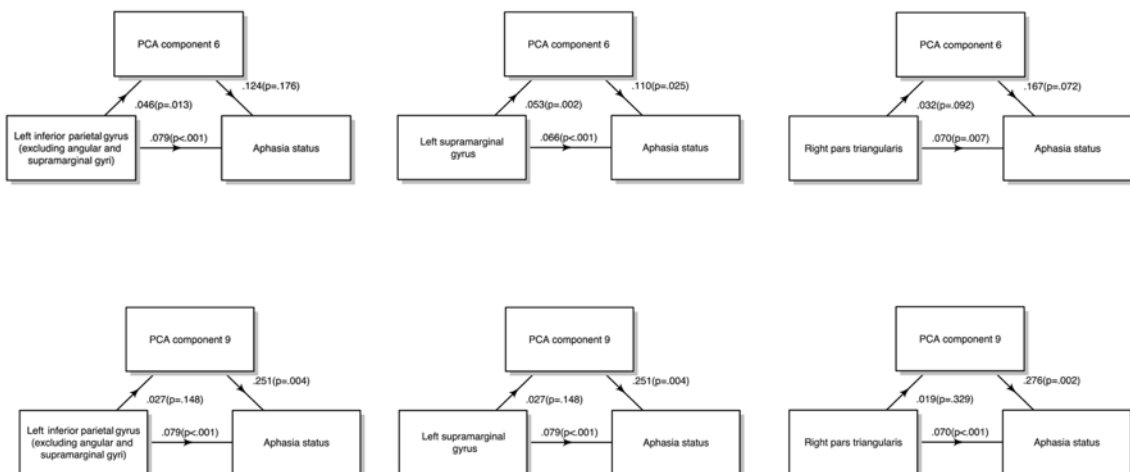 PCA component 6
.124(p=.176)
.046(p=.013)
Left inferior parietal gyrus
(excluding angular and
supramarginal gyri)
.079(p<.001)
Aphasia status
PCA component 6
.110(p=.025)
.053(p=.002)
Left supramarginal
gyrus
.066(p<.001)
Aphasia status
PCA component 6
.167(p=.072)
.032(p=.092)
Right pars triangularis
.070(p=.007)
Aphasia status
PCA component 9
.251(p=.004)
.027(p=.148)
Left inferior parietal gyrus
(excluding angular and
supramarginal gyri)
.079(p<.001)
Aphasia status
PCA component 9
.251(p=.004)
.027(p=.148)
Left supramarginal
gyrus
.079(p<.001)
Aphasia status
PCA component 9
.276(p=.002)
.019(p=.329)
Right pars triangularis
.070(p<.001)
Aphasia status